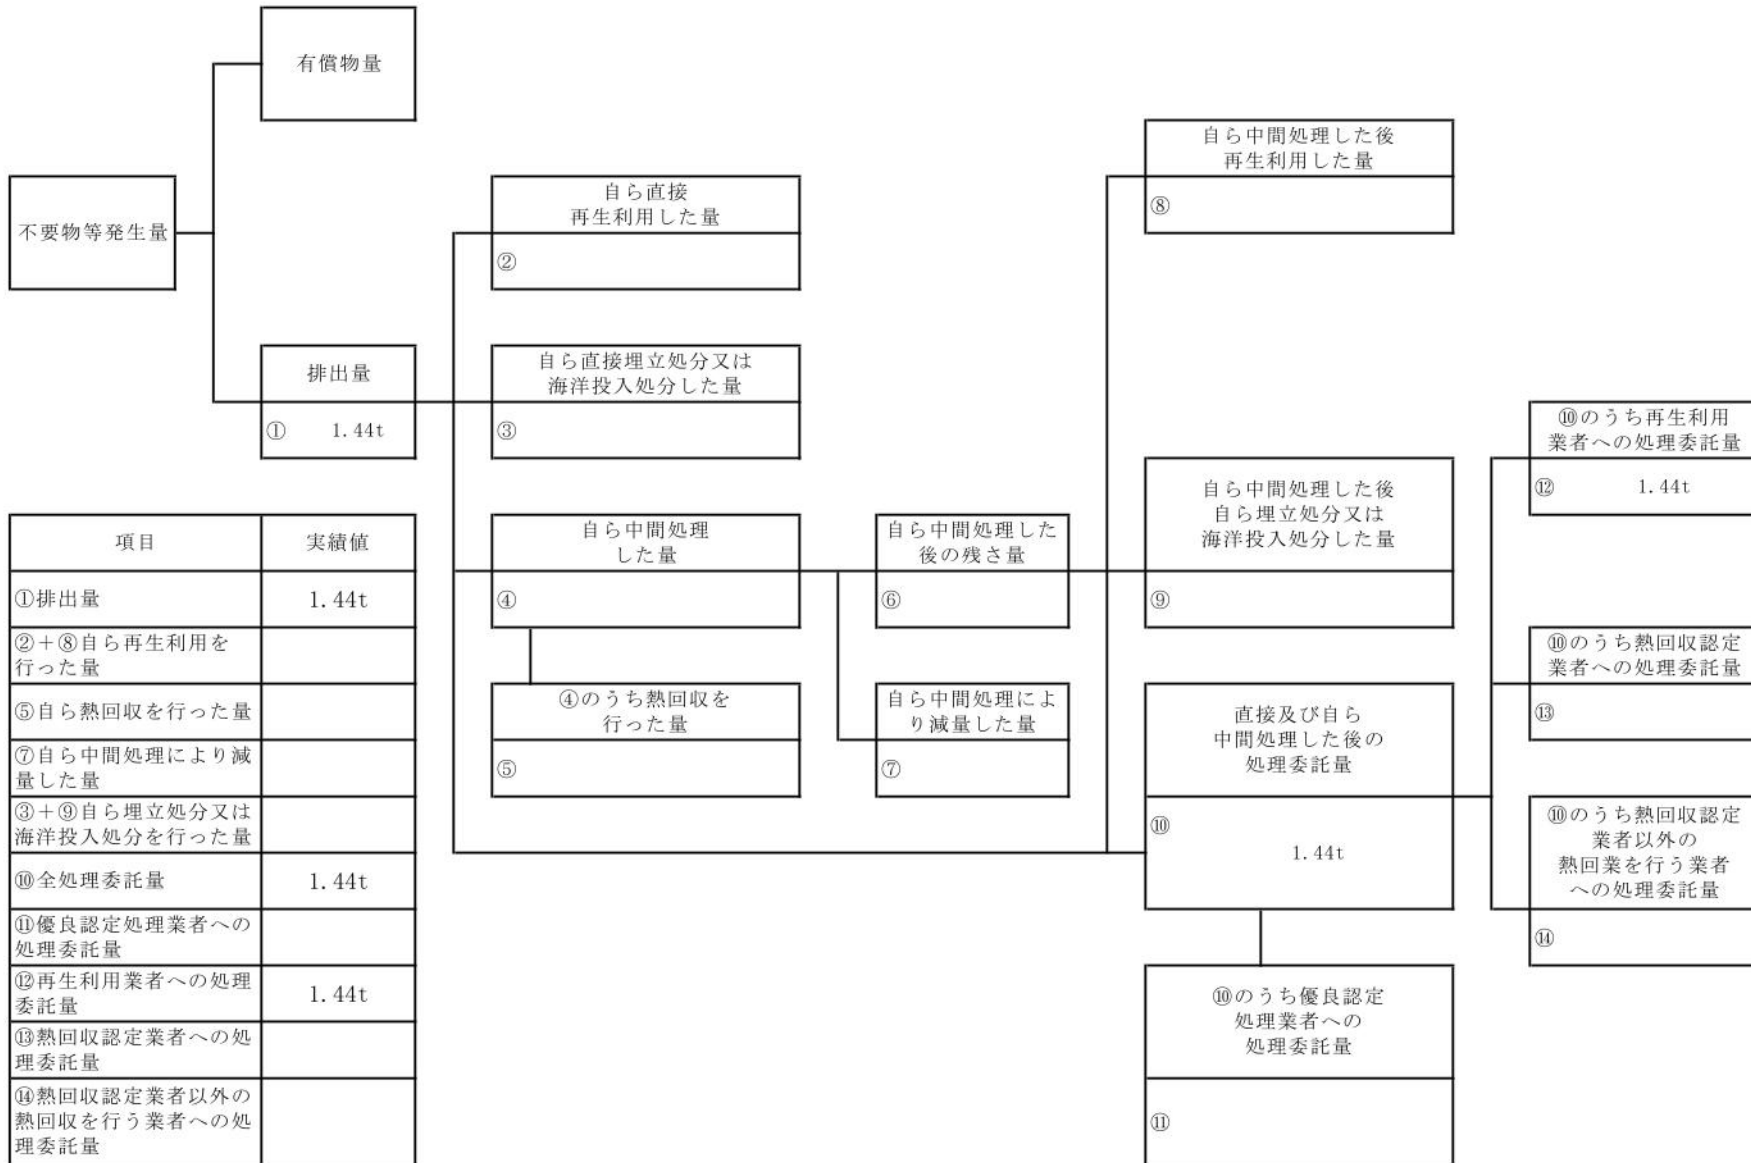 有償物量
不要物等発生量
排出量
① 1.44t
自ら直接
再生利用した量
②
自ら直接埋立処分又は
海洋投入処分した量
③
自ら中間処理
した量
④
④のうち熱回収を
行った量
⑤
自ら中間処理した
後の残さ量
⑥
自ら中間処理によ
り減量した量
⑦
自ら中間処理した後
再生利用した量
⑧
自ら中間処理した後
自ら埋立処分又は
海洋投入処分した量
⑨
直接及び自ら
中間処理した後の
処理委託量
⑩
1.44t
⑩のうち優良認定
処理業者への
処理委託量
⑪
⑩のうち再生利用
業者への処理委託量
⑫ 1.44t
⑩のうち熱回収認定
業者への処理委託量
⑬
⑩のうち熱回収認定
業者以外の
熱回業を行う業者
への処理委託量
⑭
項目 実績値
①排出量 1.44t
②＋⑧自ら再生利用を
行った量
⑤自ら熱回収を行った量
⑦自ら中間処理により減
量した量
③＋⑨自ら埋立処分又は
海洋投入処分を行った量
⑩全処理委託量 1.44t
⑪優良認定処理業者への
処理委託量
⑫再生利用業者への処理
委託量 1.44t
⑬熱回収認定業者への処
理委託量
⑭熱回収認定業者以外の
熱回収を行う業者への処
理委託量